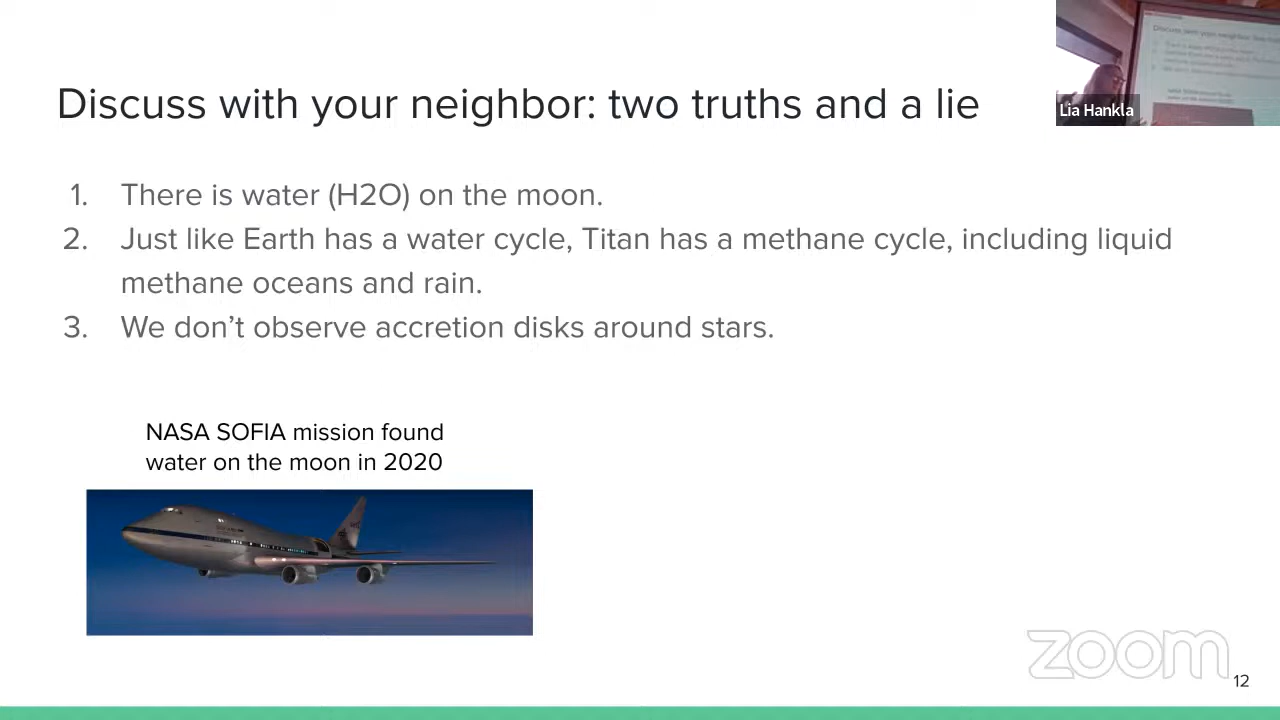 Discuss with your neighbor: two truths and a lie
Lia Hankla
1. There is water (H2O) on the moon.
2. Just like Earth has a water cycle, Titan has a methane cycle, including liquid
methane oceans and rain.
3. We don't observe accretion disks around stars.
NASA SOFIA mission found
water on the moon in 2020
zoom
12